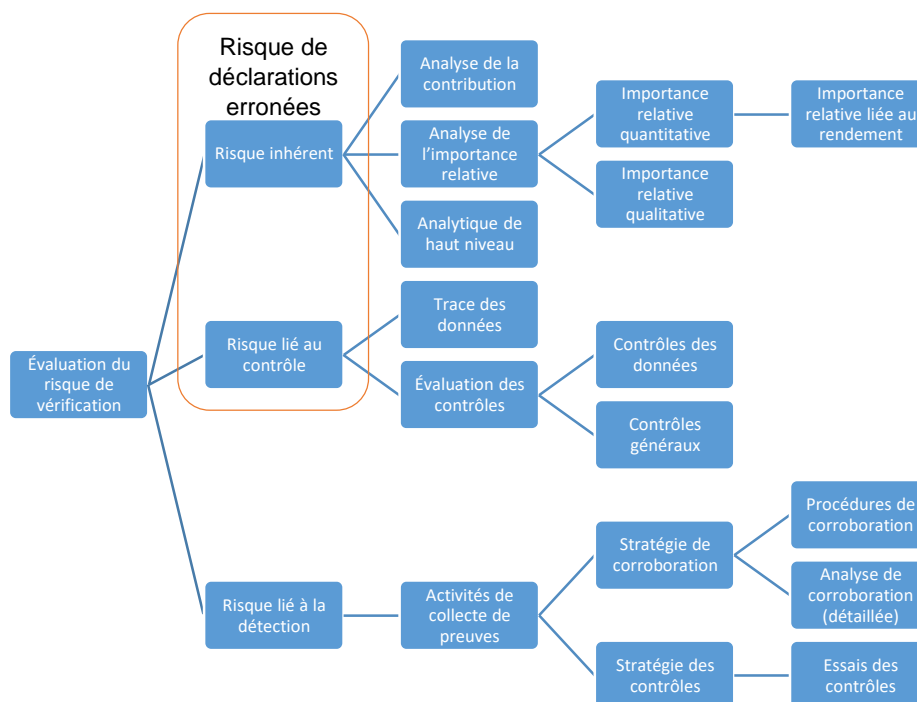 Risque de
déclarations
erronées
Analyse de la
contribution
Risque inhérent
Analyse de
l’importance
relative
Importance
relative
quantitative
Importance
relative liée au
rendement
Importance
relative
qualitative
Analytique de
haut niveau
Trace des
données
Risque lié au
contrôle
Évaluation des
contrôles
Contrôles des
données
Contrôles
généraux
Évaluation du
risque de
vérification
Risque lié à la
détection
Activités de
collecte de
preuves
Stratégie de
corroboration
Procédures de
corroboration
Analyse de
corroboration
(détaillée)
Stratégie des
contrôles
Essais des
contrôles